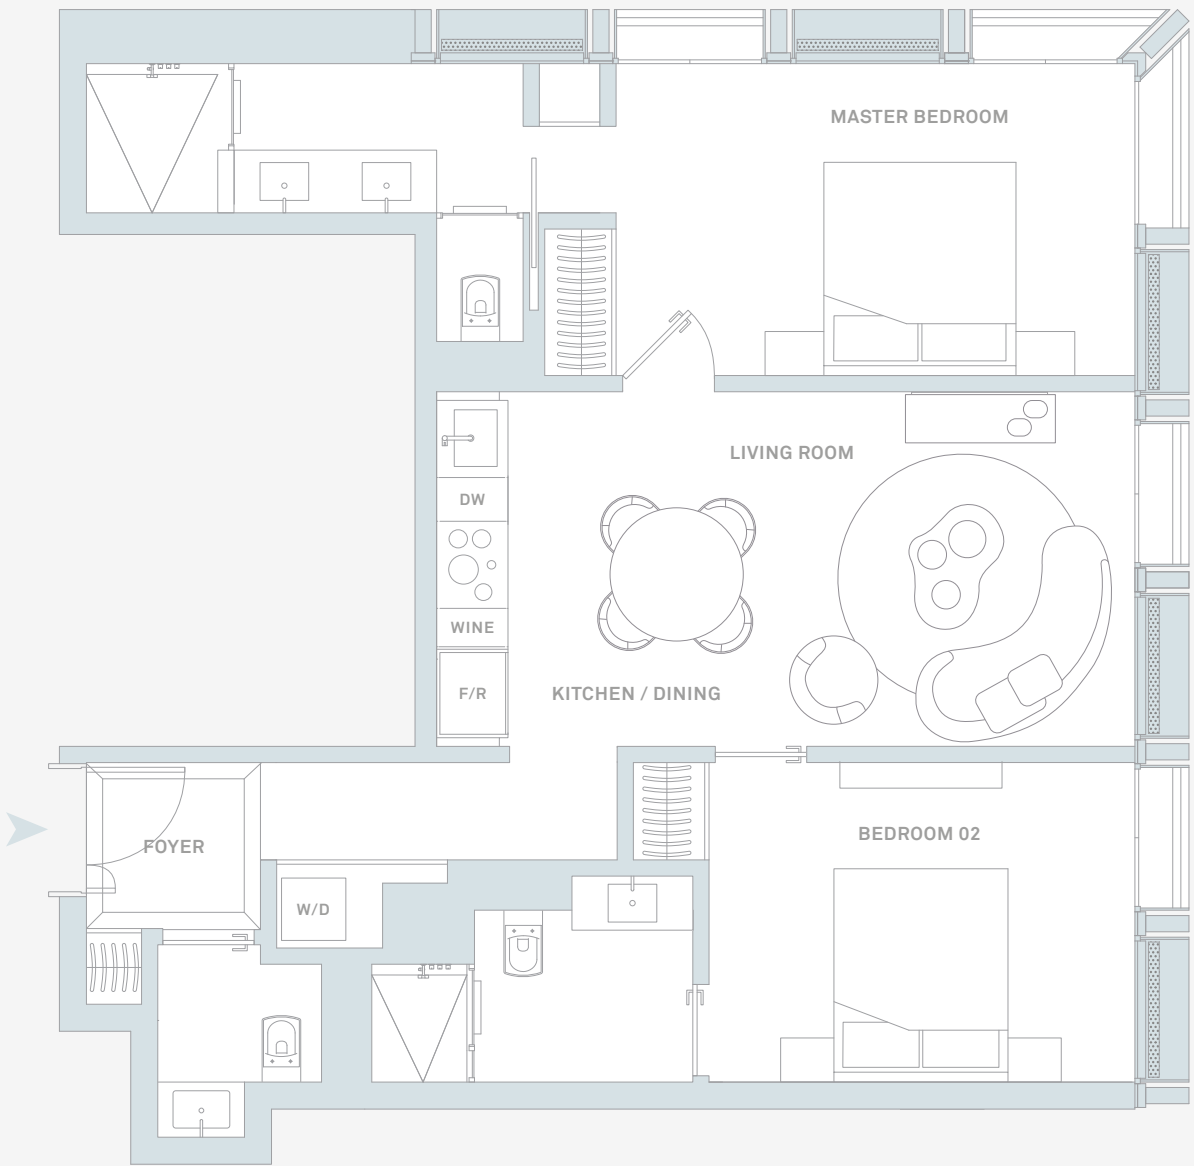 MASTER BEDROOM
LIVING ROOM
DW
WINE
F/R
KITCHEN / DINING
BEDROOM 02
FOYER
W/D